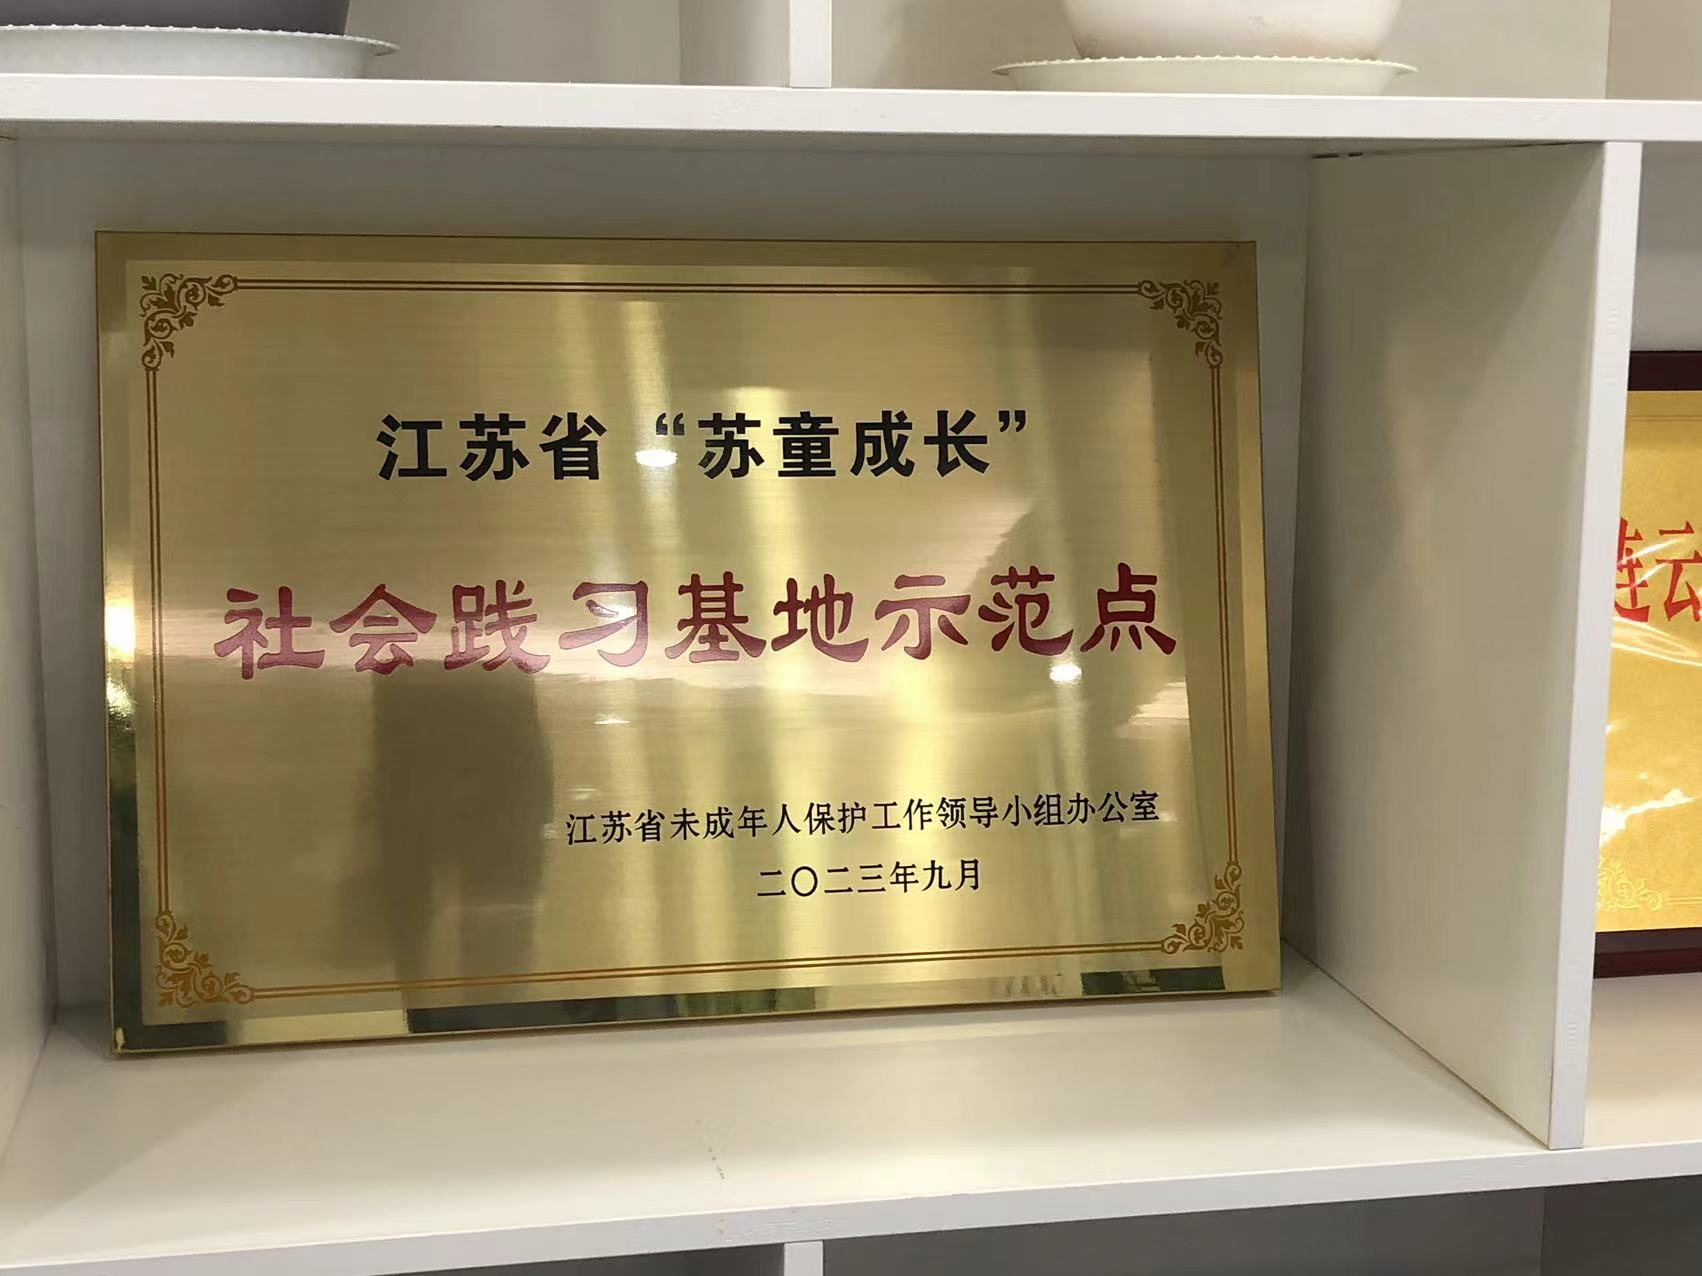 江苏省“苏童成长”
社会践习基地示范点
江苏省未成年人保护工作领导小组办公室
二〇二三年九月
连云